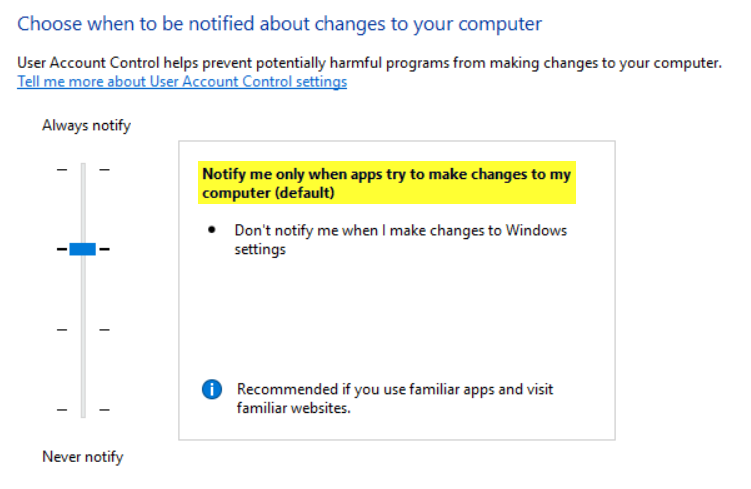 Choose when to be notified about changes to your computer
User Account Control helps prevent potentially harmful programs from making changes to your computer.
Tell me more about User Account Control settings
Always notify
Notify me only when apps try to make changes to my
computer (default)
• Don't notify me when I make changes to Windows
settings
Recommended if you use familiar apps and visit
familiar websites.
Never notify